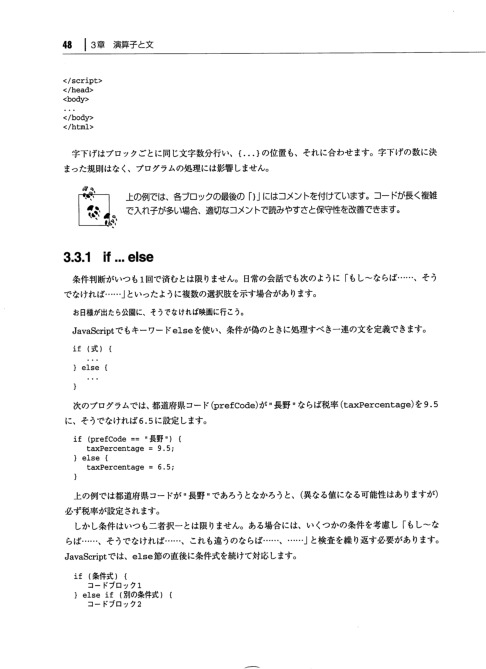 48 3章 演算子と文
</script>
</head>
<body>
...
</body>
</html>
字下げはブロックごとに同じ文字数分行い、{...}の位置も、それに合わせます。字下げの数に決
まった規則はなく、プログラムの処理には影響しません。
上の例では、各ブロックの最後の「}」にはコメントを付けています。コードが長く複雑
で入れ子が多い場合、適切なコメントで読みやすさと保守性を改善できます。
3.3.1 if ... else
条件判断がいつも1回で済むとは限りません。日常の会話でも次のように「もし〜ならば……、そう
でなければ……」といったように複数の選択肢を示す場合があります。
お日様が出たら公園に、そうでなければ映画に行こう。
JavaScriptでもキーワードelseを使い、条件が偽のときに処理すべき一連の文を定義できます。
if (式) {
...
} else {
...
}
次のプログラムでは、都道府県コード(prefCode)が"長野"ならば税率(taxPercentage)を9.5
に、そうでなければ6.5に設定します。
if (prefCode == "長野") {
taxPercentage = 9.5;
} else {
taxPercentage = 6.5;
}
上の例では都道府県コードが"長野"であろうとなかろうと、(異なる値になる可能性はありますが)
必ず税率が設定されます。
しかし条件はいつも二者択一とは限りません。ある場合には、いくつかの条件を考慮し「もし〜な
らば……、そうでなければ……、これも違うのならば……、……」と検査を繰り返す必要があります。
JavaScriptでは、else節の直後に条件式を続けて対応します。
if (条件式) {
コードブロック1
} else if (別の条件式) {
コードブロック2